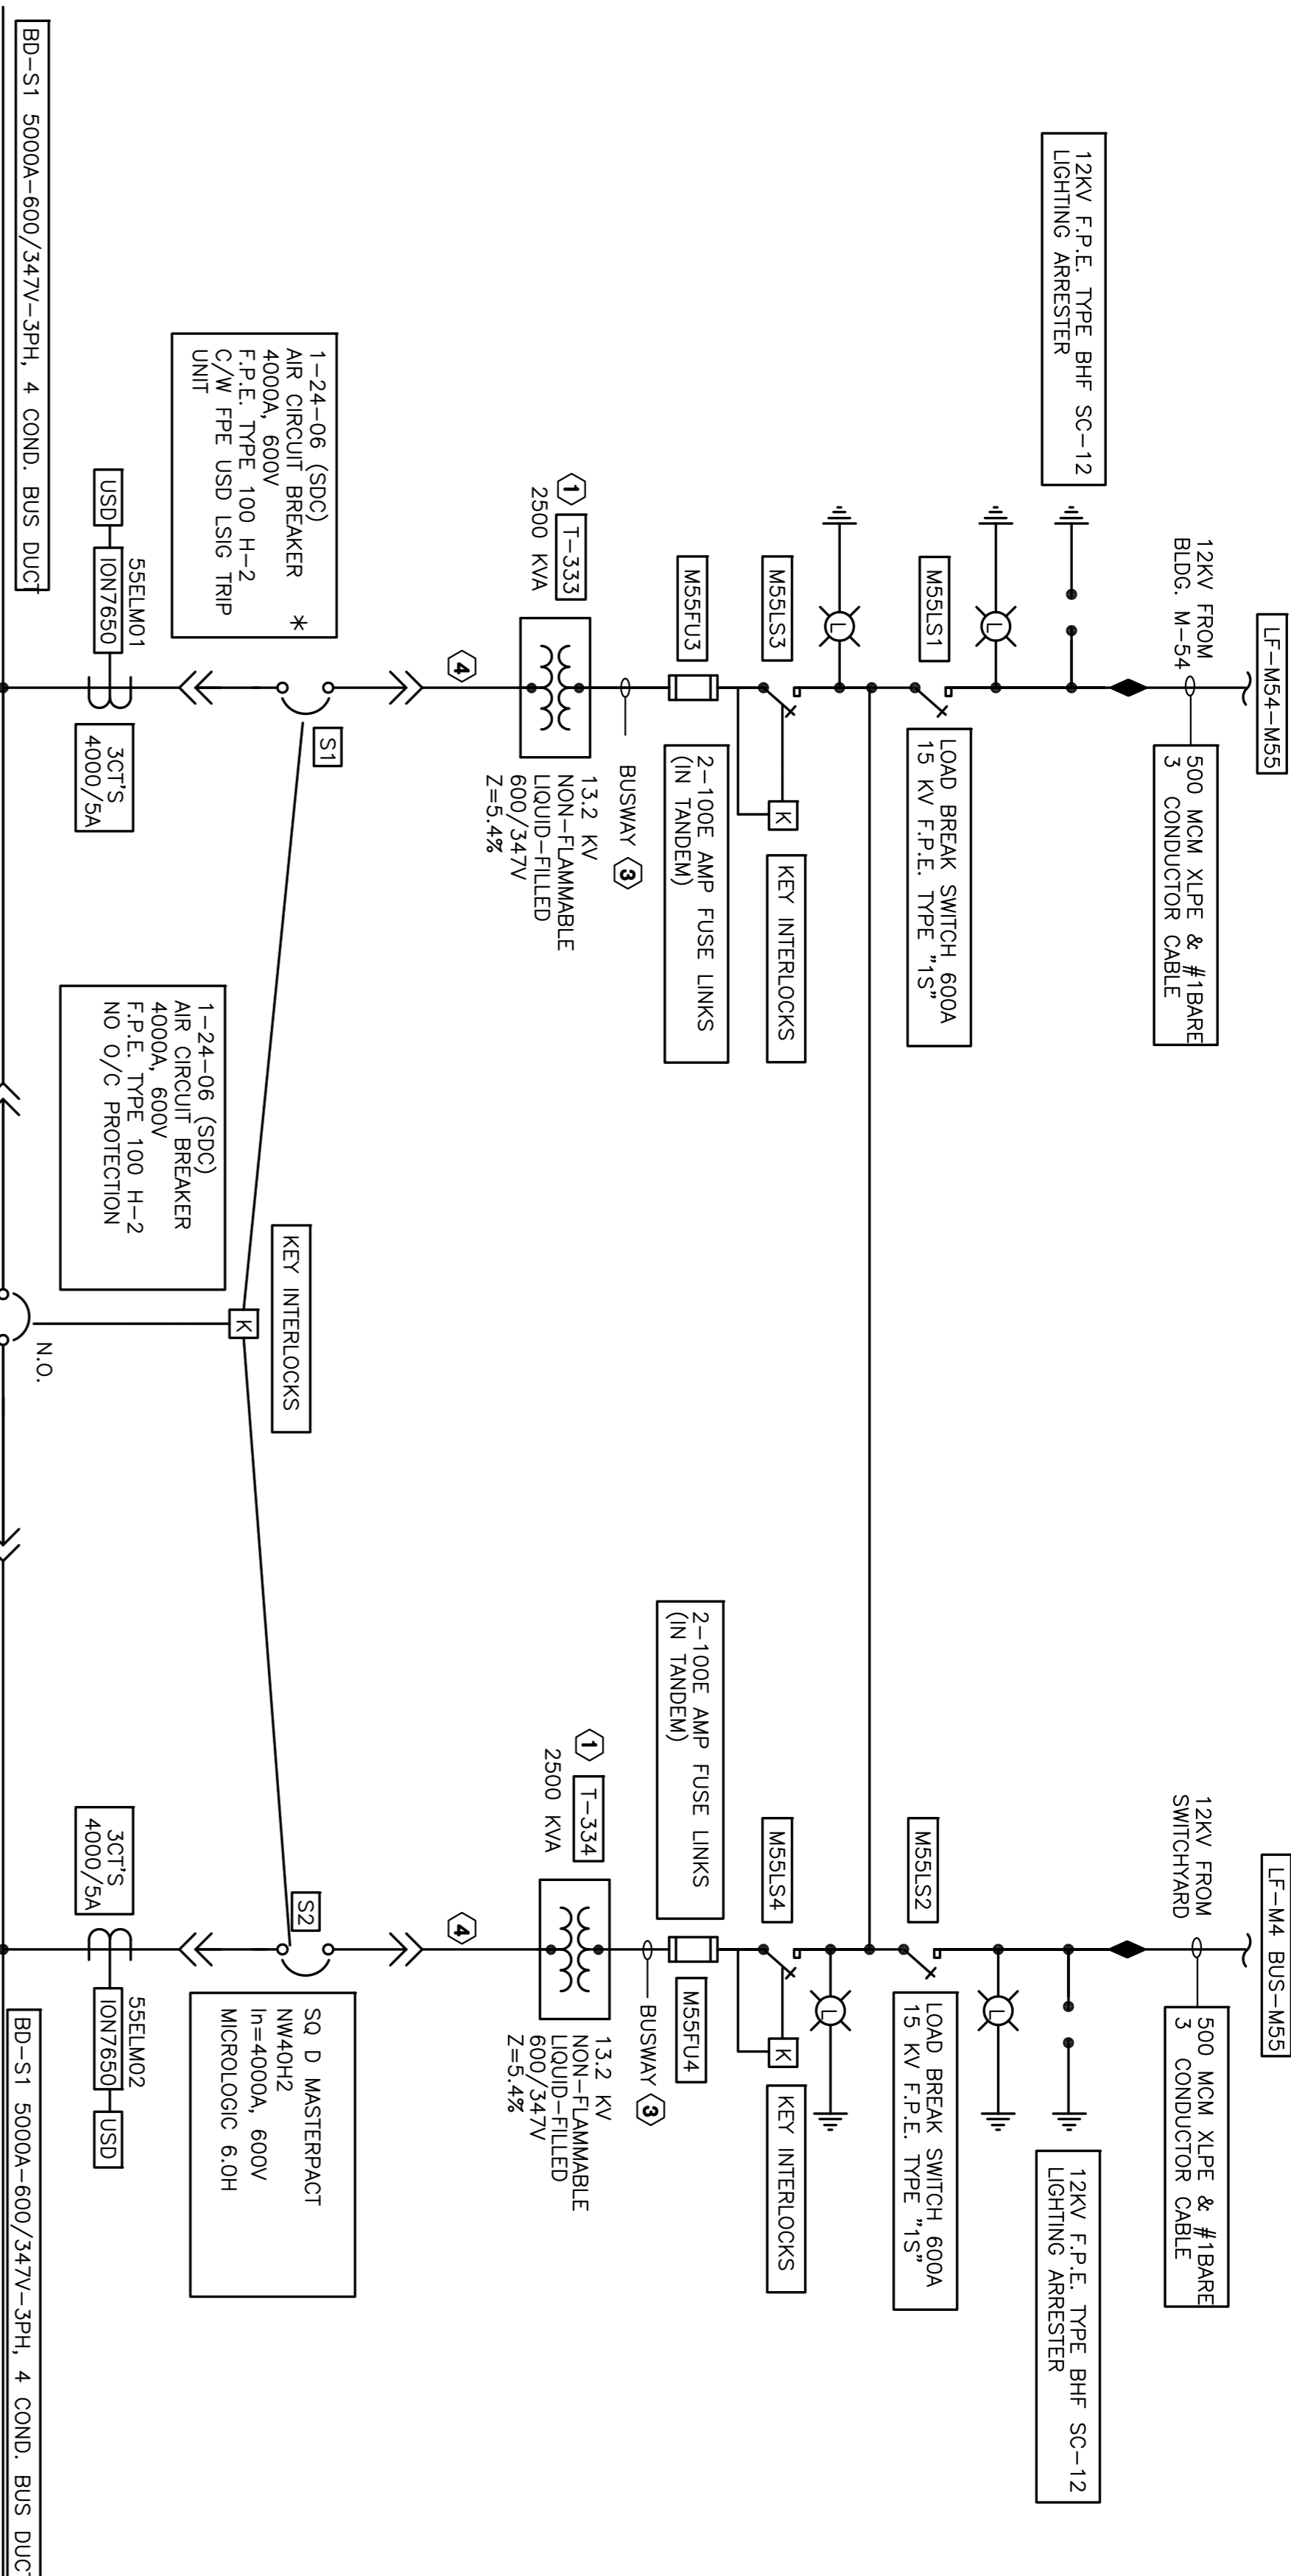 LF-M54-M55
12KV FROM
BLDG. M-54
500 MCM XLPE & #1BARE
3 CONDUCTOR CABLE
12KV F.P.E. TYPE BHF SC-12
LIGHTING ARRESTER
L
M55LS1
LOAD BREAK SWITCH 600A
15 KV F.P.E. TYPE "1S"
L
M55LS3
K
KEY INTERLOCKS
M55FU3
2-100E AMP FUSE LINKS
(IN TANDEM)
BUSWAY 3
1 T-333
2500 KVA
13.2 KV
NON-FLAMMABLE
LIQUID-FILLED
600/347V
Z=5.4%
4
S1
1-24-06 (SDC)
AIR CIRCUIT BREAKER *
4000A, 600V
F.P.E. TYPE 100 H-2
C/W FPE USD LSIG TRIP
UNIT
55ELM01
USD
ION7650
3CT'S
4000/5A
BD-S1 5000A-600/347V-3PH, 4 COND. BUS DUCT
KEY INTERLOCKS
K
1-24-06 (SDC)
AIR CIRCUIT BREAKER
4000A, 600V
F.P.E. TYPE 100 H-2
NO O/C PROTECTION
N.O.
LF-M4 BUS-M55
12KV FROM
SWITCHYARD
500 MCM XLPE & #1BARE
3 CONDUCTOR CABLE
12KV F.P.E. TYPE BHF SC-12
LIGHTING ARRESTER
L
M55LS2
LOAD BREAK SWITCH 600A
15 KV F.P.E. TYPE "1S"
L
M55LS4
K
KEY INTERLOCKS
2-100E AMP FUSE LINKS
(IN TANDEM)
M55FU4
BUSWAY 3
1 T-334
2500 KVA
13.2 KV
NON-FLAMMABLE
LIQUID-FILLED
600/347V
Z=5.4%
4
S2
SQ D MASTERPACT
NW40H2
In=4000A, 600V
MICROLOGIC 6.0H
3CT'S
4000/5A
55ELM02
ION7650
USD
BD-S1 5000A-600/347V-3PH, 4 COND. BUS DUCT